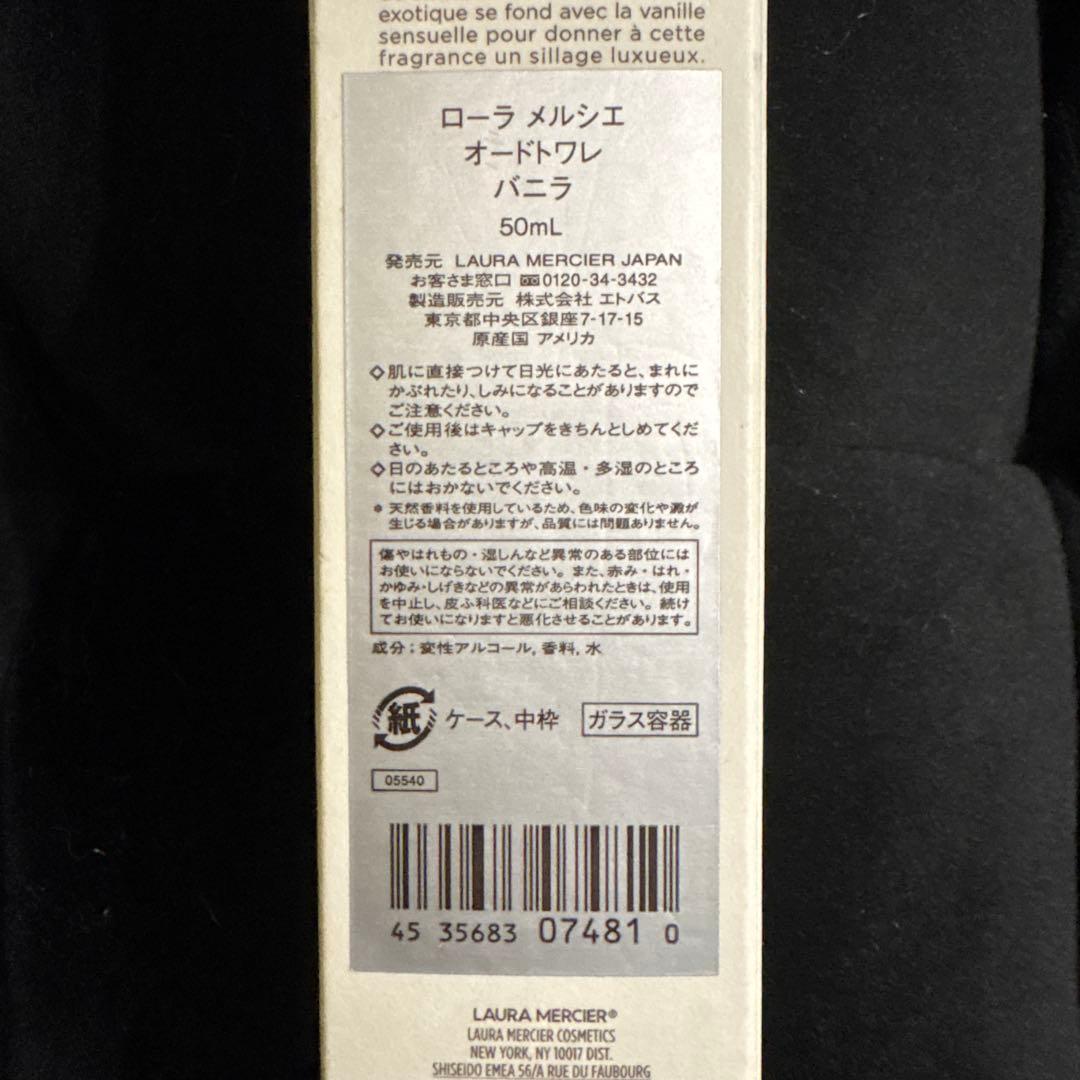 exotique se fond avec la vanille
sensuelle pour donner à cette
fragrance un sillage luxueux.
ローラ メルシエ
オードトワレ
バニラ
50mL
発売元 LAURA MERCIER JAPAN
お客さま窓口 0120-34-3432
製造販売元 株式会社 エトバス
東京都中央区銀座7-17-15
原産国 アメリカ
◇肌に直接つけて日光にあたると、まれに
かぶれたり、しみになることがありますので
ご注意ください。
◇ご使用後はキャップをきちんとしめてくだ
さい。
◇日のあたるところや高温・多湿のところ
にはおかないでください。
* 天然香料を使用しているため、色味の変化や澱が
生じる場合がありますが、品質には問題ありません。
傷やはれもの・湿しんなど異常のある部位には
お使いにならないでください。また、赤み・はれ・
かゆみ・しげきなどの異常があらわれたときは、使用
を中止し、皮ふ科医などにご相談ください。続け
てお使いになりますと悪化させることがあります。
成分：変性アルコール, 香料, 水
紙 ケース、中枠 ガラス容器
05540
45 35683 07481 0
LAURA MERCIER®
LAURA MERCIER COSMETICS
NEW YORK, NY 10017 DIST.
SHISEIDO EMEA 56/A RUE DU FAUBOURG